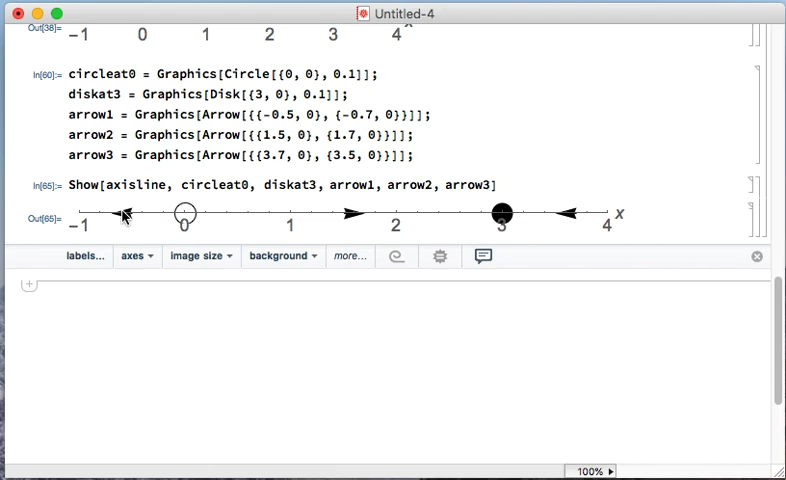 Untitled-4
Out[38]= -1 0 1 2 3 4 x
In[60]:= circleat0 = Graphics[Circle[{0, 0}, 0.1]];
diskat3 = Graphics[Disk[{3, 0}, 0.1]];
arrow1 = Graphics[Arrow[{{-0.5, 0}, {-0.7, 0}}]];
arrow2 = Graphics[Arrow[{{1.5, 0}, {1.7, 0}}]];
arrow3 = Graphics[Arrow[{{3.7, 0}, {3.5, 0}}]];
In[65]:= Show[axisline, circleat0, diskat3, arrow1, arrow2, arrow3]
Out[65]= -1 0 1 2 3 4 x
labels... axes image size background more...
100%